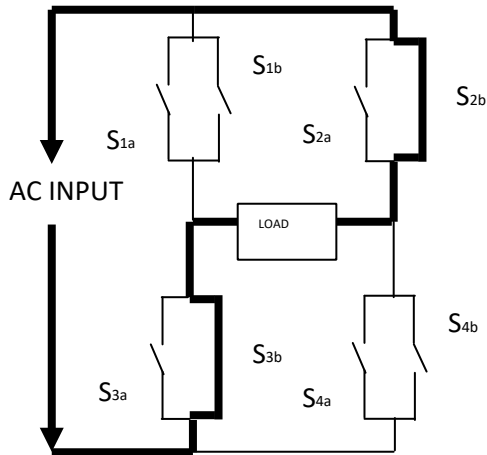 S1b
S2b
S1a
S2a
AC INPUT
LOAD
S4b
S3b
S3a
S4a